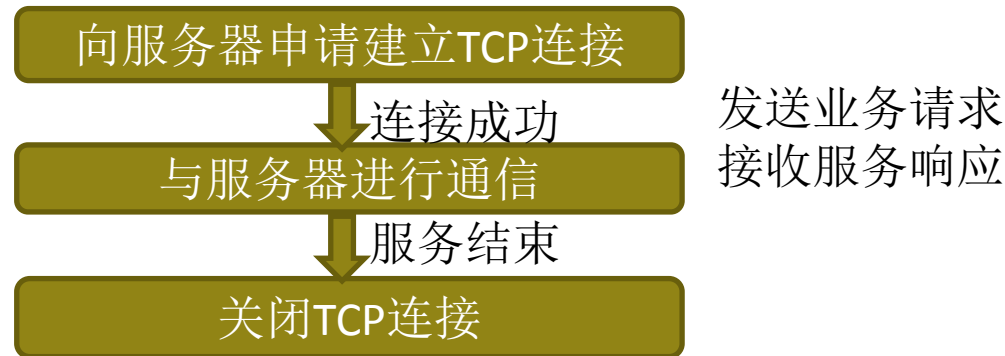 向服务器申请建立TCP连接
连接成功
发送业务请求
接收服务响应
与服务器进行通信
服务结束
关闭TCP连接